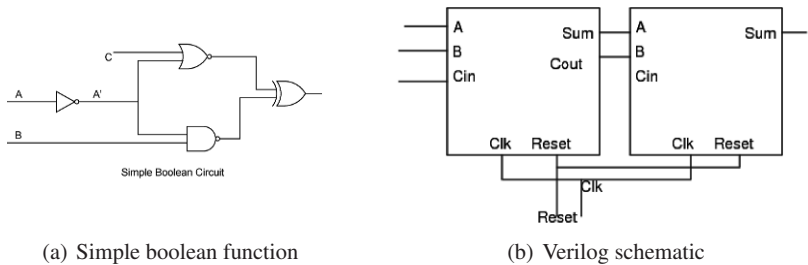 C
A
A'
B
Simple Boolean Circuit
(a) Simple boolean function
A
B
Cin
Sum
Cout
Clk
Reset
A
B
Cin
Sum
Clk
Reset
Clk
Reset
(b) Verilog schematic